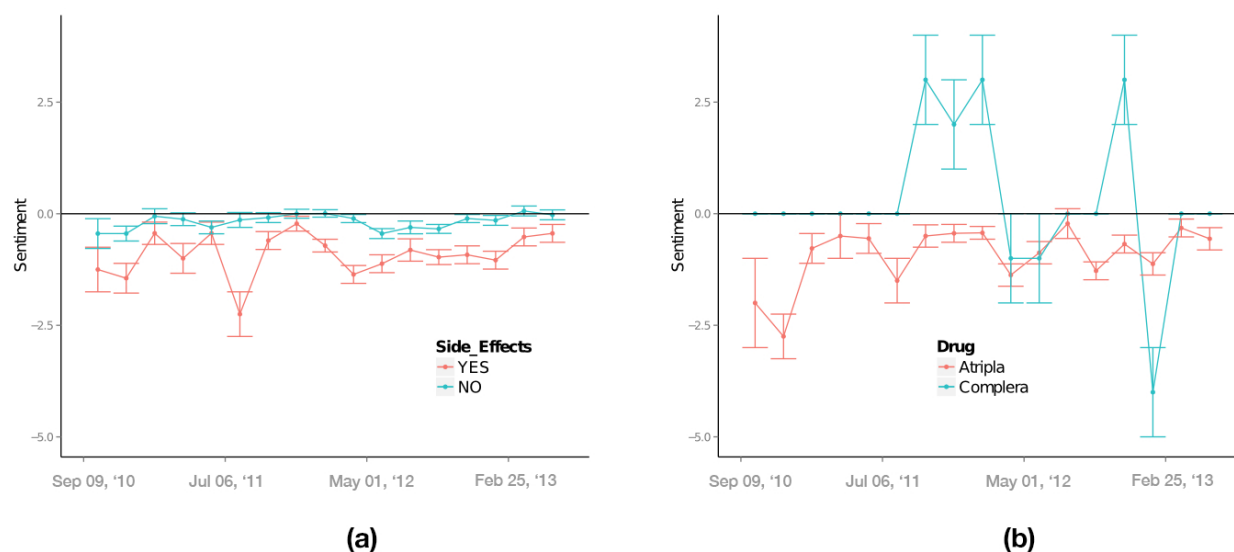 2.5
0.0
−2.5
−5.0
Sentiment
Side_Effects
YES
NO
Sep 09, ‘10
Jul 06, ‘11
May 01, ‘12
Feb 25, ‘13
(a)
2.5
0.0
−2.5
−5.0
Sentiment
Drug
Atripla
Complera
Sep 09, ‘10
Jul 06, ‘11
May 01, ‘12
Feb 25, ‘13
(b)